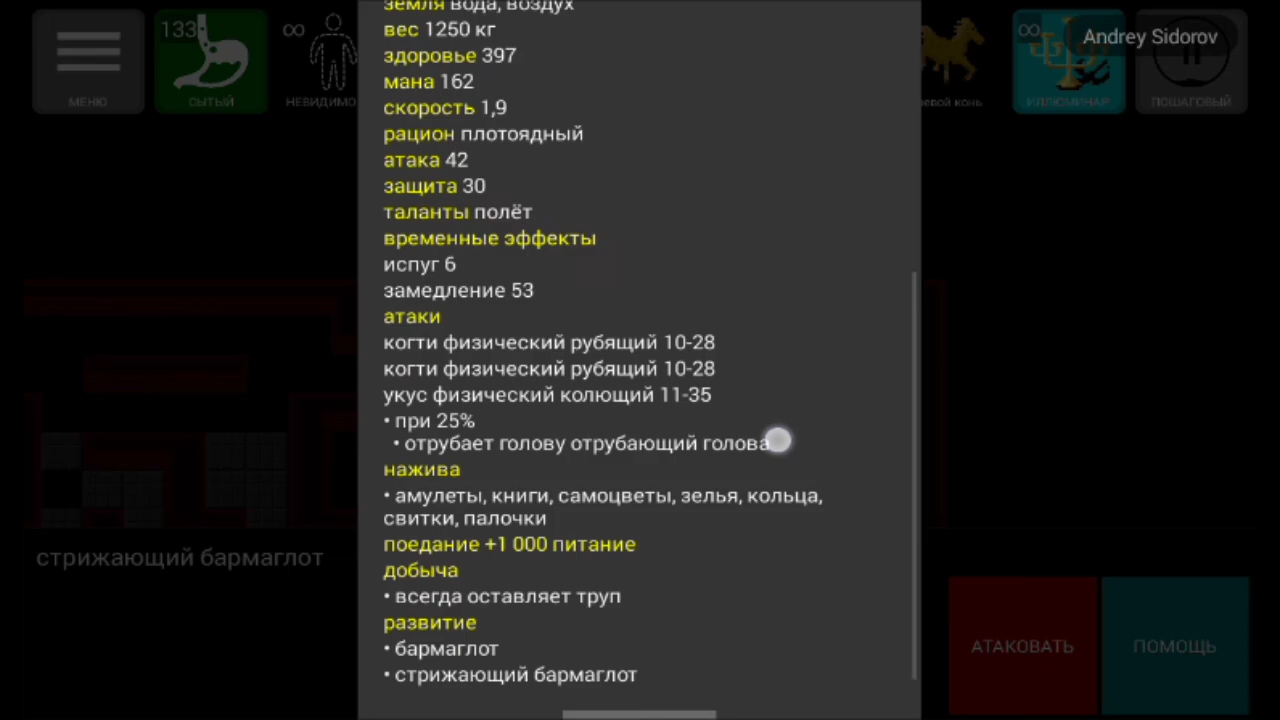 земля вода, воздух
вес 1250 кг
здоровье 397
мана 162
скорость 1,9
рацион плотоядный
атака 42
защита 30
таланты полёт
временные эффекты
испуг 6
замедление 53
атаки
когти физический рубящий 10-28
когти физический рубящий 10-28
укус физический колющий 11-35
• при 25%
• отрубает голову отрубающий голова
нажива
• амулеты, книги, самоцветы, зелья, кольца,
свитки, палочки
поедание +1 000 питание
добыча
• всегда оставляет труп
развитие
• бармаглот
• стрижающий бармаглот
133
∞
∞
Andrey Sidorov
МЕНЮ
СЫТЫЙ
НЕВИДИМО
евой конь
ИЛЛЮМИНАР
ПОШАГОВЫЙ
стрижающий бармаглот
АТАКОВАТЬ
ПОМОЩЬ